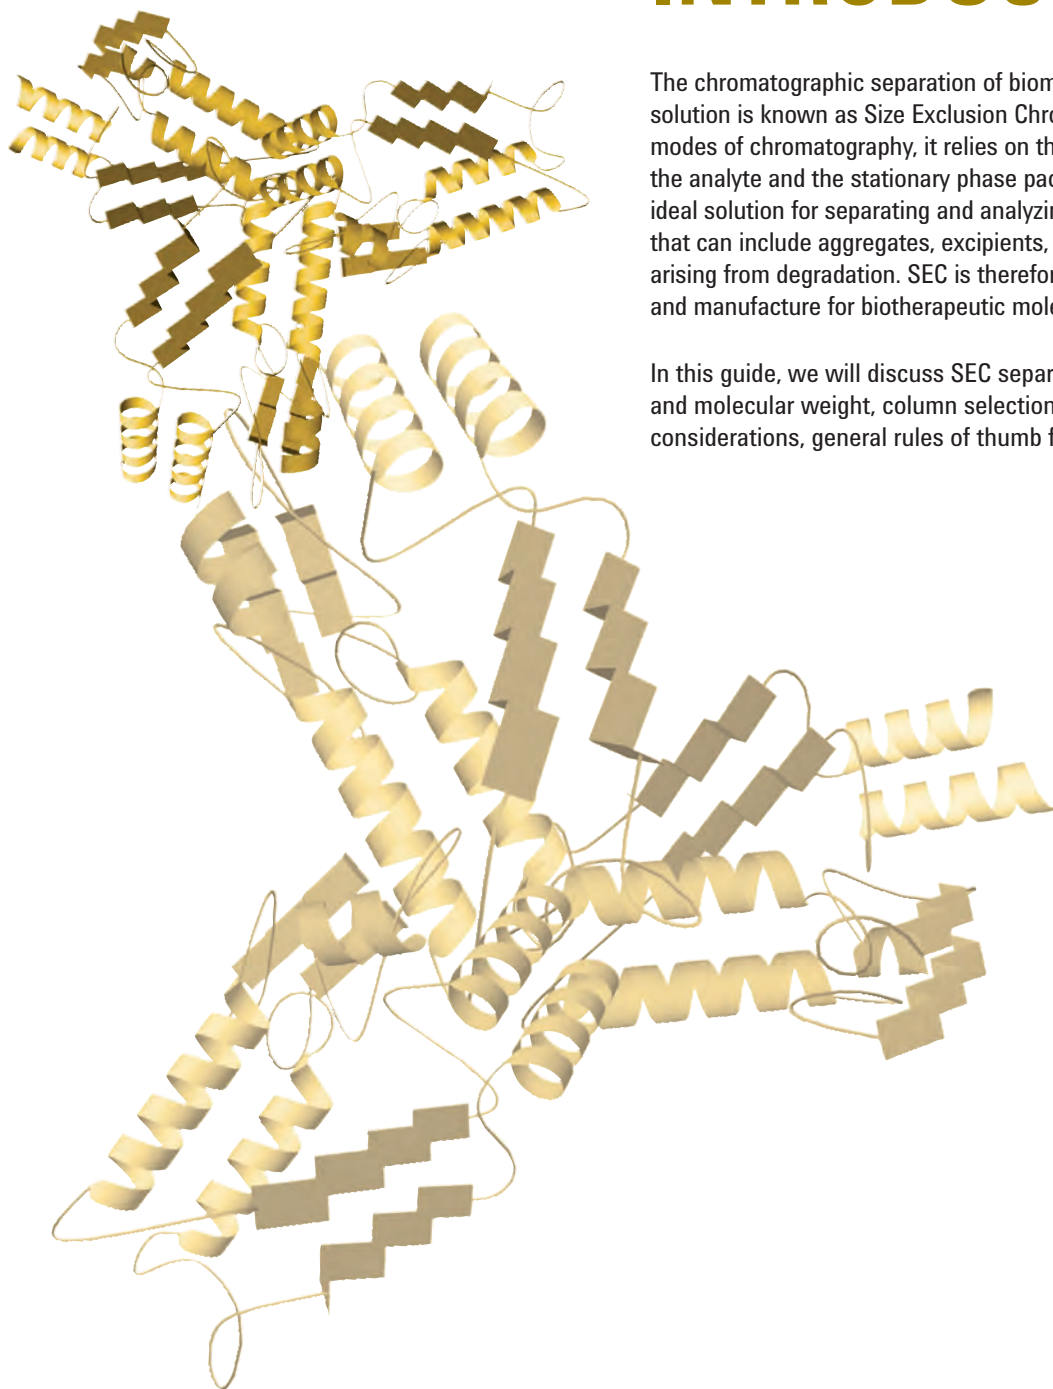 The chromatographic separation of biom
solution is known as Size Exclusion Chro
modes of chromatography, it relies on th
the analyte and the stationary phase pac
ideal solution for separating and analyzin
that can include aggregates, excipients,
arising from degradation. SEC is therefor
and manufacture for biotherapeutic mole
In this guide, we will discuss SEC separ
and molecular weight, column selection
considerations, general rules of thumb f